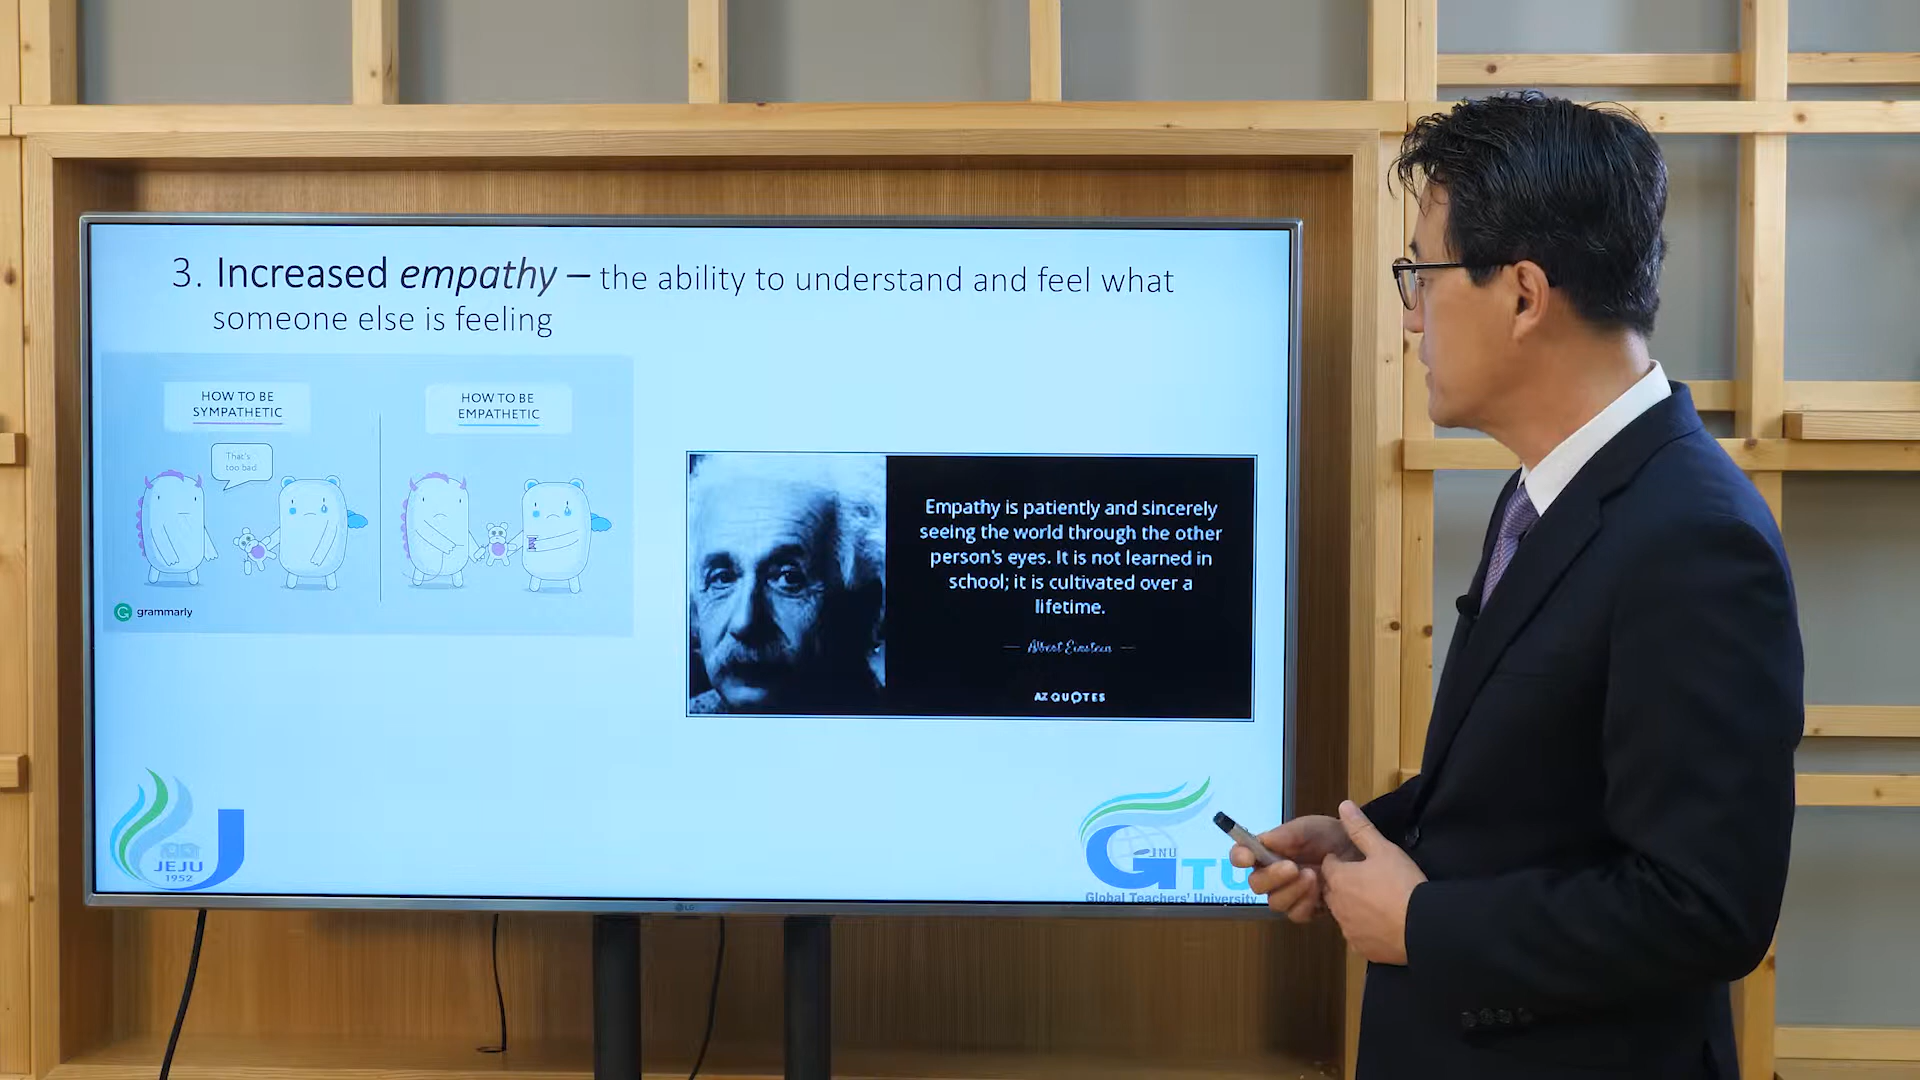 3. Increased empathy – the ability to understand and feel what
someone else is feeling
HOW TO BE
SYMPATHETIC
That's
too bad
HOW TO BE
EMPATHETIC
grammarly
Empathy is patiently and sincerely
seeing the world through the other
person's eyes. It is not learned in
school; it is cultivated over a
lifetime.
— Albert Einstein —
AZ QUOTES
JEJU
1952
JNU
GTU
Global Teachers' University
LG